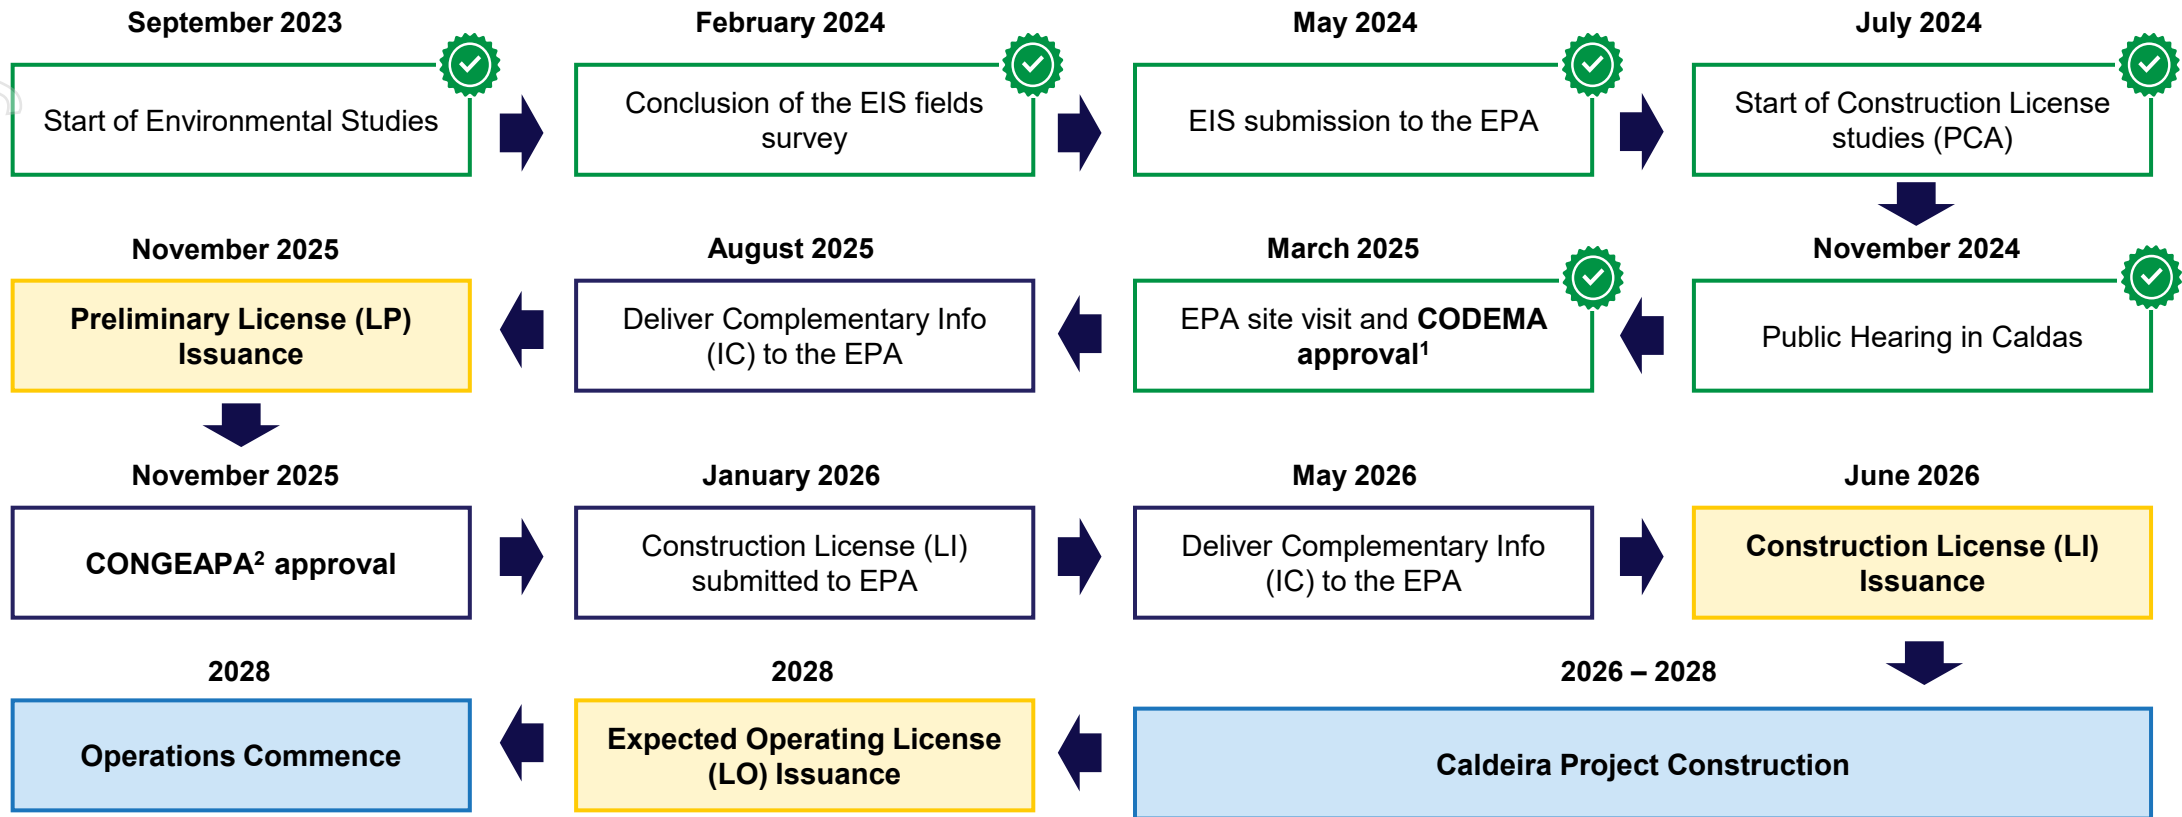 September 2023
Start of Environmental Studies
February 2024
Conclusion of the EIS fields
survey
May 2024
EIS submission to the EPA
July 2024
Start of Construction License
studies (PCA)
November 2024
Public Hearing in Caldas
March 2025
EPA site visit and CODEMA
approval¹
August 2025
Deliver Complementary Info
(IC) to the EPA
November 2025
Preliminary License (LP)
Issuance
November 2025
CONGEAPA² approval
January 2026
Construction License (LI)
submitted to EPA
May 2026
Deliver Complementary Info
(IC) to the EPA
June 2026
Construction License (LI)
Issuance
2026 – 2028
Caldeira Project Construction
2028
Expected Operating License
(LO) Issuance
2028
Operations Commence